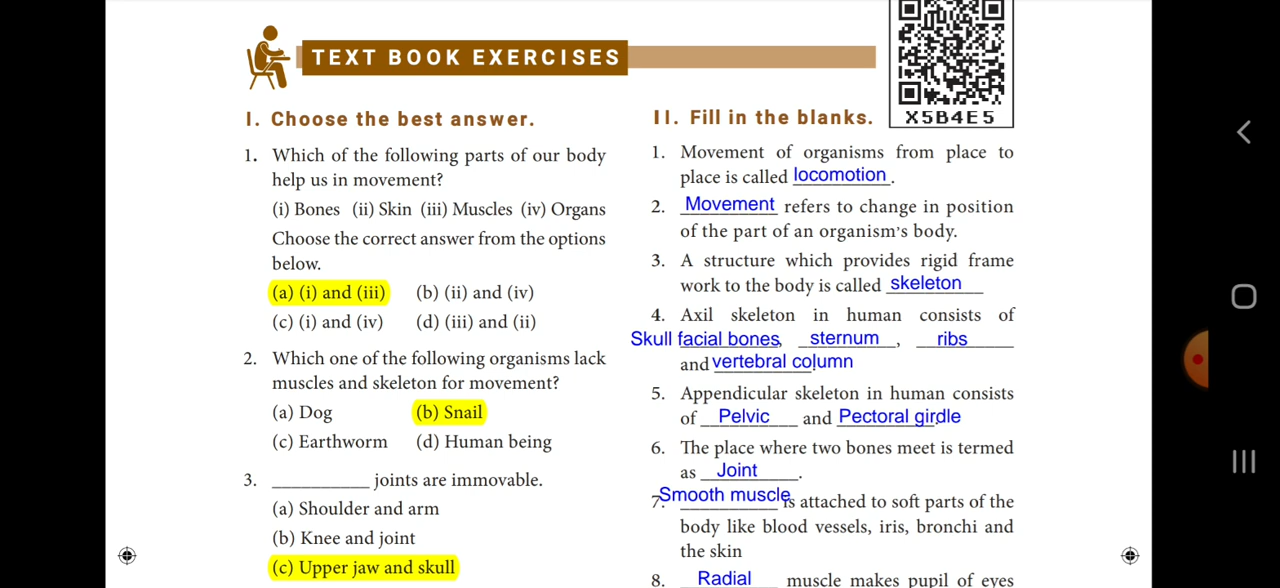 TEXT BOOK EXERCISES
X5B4E5
I. Choose the best answer.
1. Which of the following parts of our body
help us in movement?
(i) Bones (ii) Skin (iii) Muscles (iv) Organs
Choose the correct answer from the options
below.
(a) (i) and (iii) (b) (ii) and (iv)
(c) (i) and (iv) (d) (iii) and (ii)
2. Which one of the following organisms lack
muscles and skeleton for movement?
(a) Dog (b) Snail
(c) Earthworm (d) Human being
3. __________ joints are immovable.
(a) Shoulder and arm
(b) Knee and joint
(c) Upper jaw and skull
II. Fill in the blanks.
1. Movement of organisms from place to
place is called locomotion.
2. Movement refers to change in position
of the part of an organism's body.
3. A structure which provides rigid frame
work to the body is called skeleton
4. Axil skeleton in human consists of
Skull facial bones, sternum, ribs
and vertebral column.
5. Appendicular skeleton in human consists
of Pelvic and Pectoral girdle.
6. The place where two bones meet is termed
as Joint.
7. Smooth muscle is attached to soft parts of the
body like blood vessels, iris, bronchi and
the skin
8. Radial muscle makes pupil of eyes